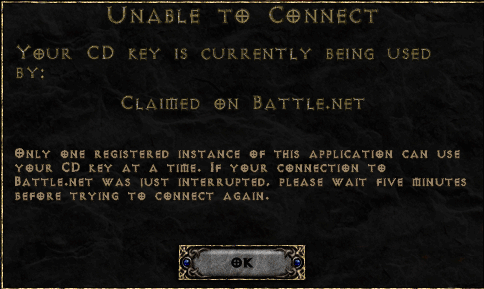 Unable to Connect
Your CD key is currently being used
by:
Claimed on Battle.net
Only one registered instance of this application can use
your CD key at a time. If your connection to
Battle.net was just interrupted, please wait five minutes
before trying to connect again.
OK